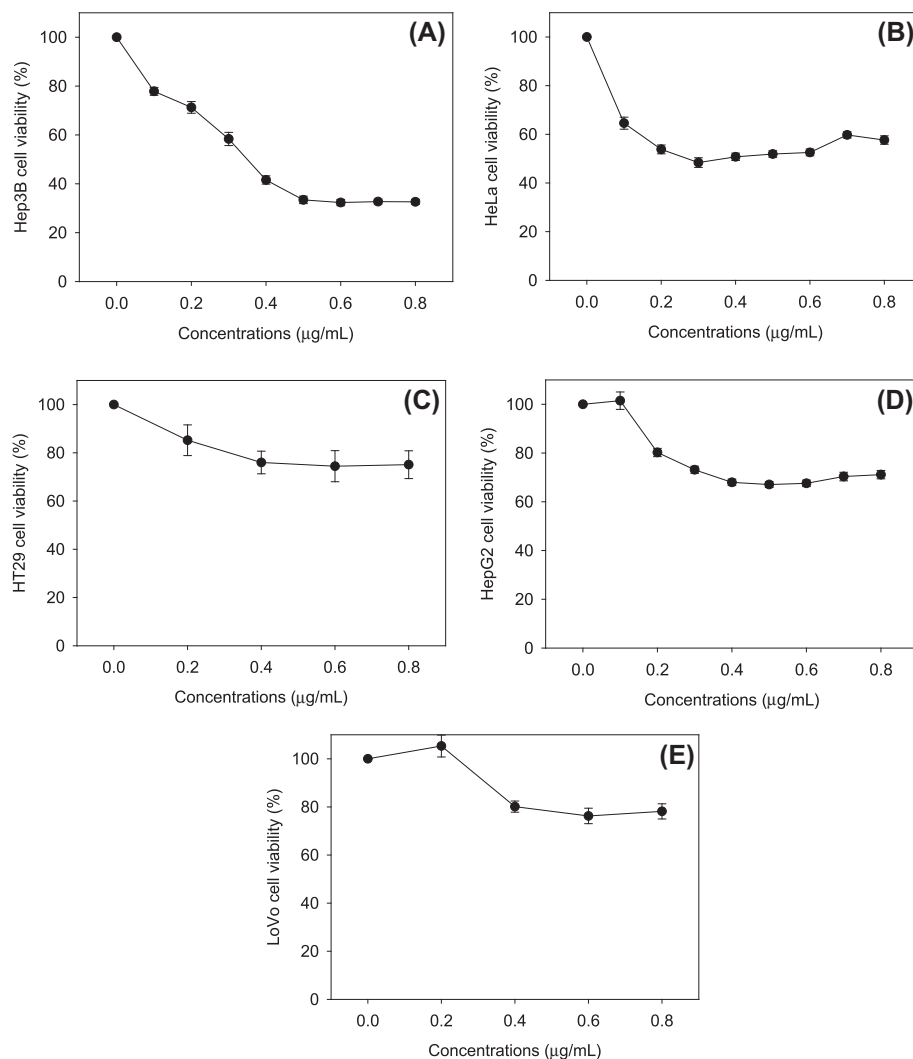 (A)
100
80
60
40
20
0
Hep3B cell viability (%)
0.0 0.2 0.4 0.6 0.8
Concentrations (μg/mL)
(B)
100
80
60
40
20
0
HeLa cell viability (%)
0.0 0.2 0.4 0.6 0.8
Concentrations (μg/mL)
(C)
100
80
60
40
20
0
HT29 cell viability (%)
0.0 0.2 0.4 0.6 0.8
Concentrations (μg/mL)
(D)
100
80
60
40
20
0
HepG2 cell viability (%)
0.0 0.2 0.4 0.6 0.8
Concentrations (μg/mL)
(E)
100
80
60
40
20
0
LoVo cell viability (%)
0.0 0.2 0.4 0.6 0.8
Concentrations (μg/mL)